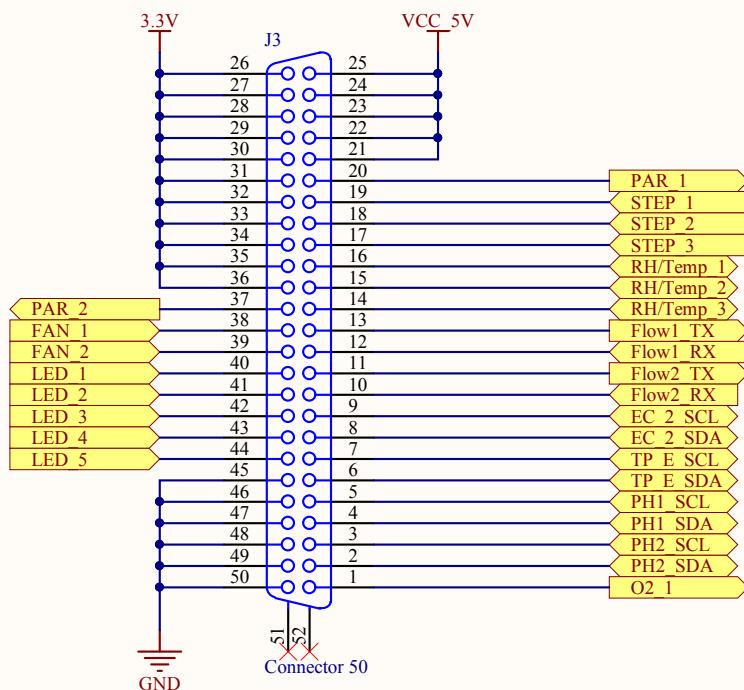 3.3V VCC_5V
J3
26 25
27 24
28 23
29 22
30 21
31 20 PAR_1
32 19 STEP_1
33 18 STEP_2
34 17 STEP_3
35 16 RH/Temp_1
36 15 RH/Temp_2
PAR_2 37 14 RH/Temp_3
FAN_1 38 13 Flow1_TX
FAN_2 39 12 Flow1_RX
LED_1 40 11 Flow2_TX
LED_2 41 10 Flow2_RX
LED_3 42 9 EC_2_SCL
LED_4 43 8 EC_2_SDA
LED_5 44 7 TP_E_SCL
45 6 TP_E_SDA
46 5 PH1_SCL
47 4 PH1_SDA
48 3 PH2_SCL
49 2 PH2_SDA
50 1 O2_1
51 52
Connector 50
GND